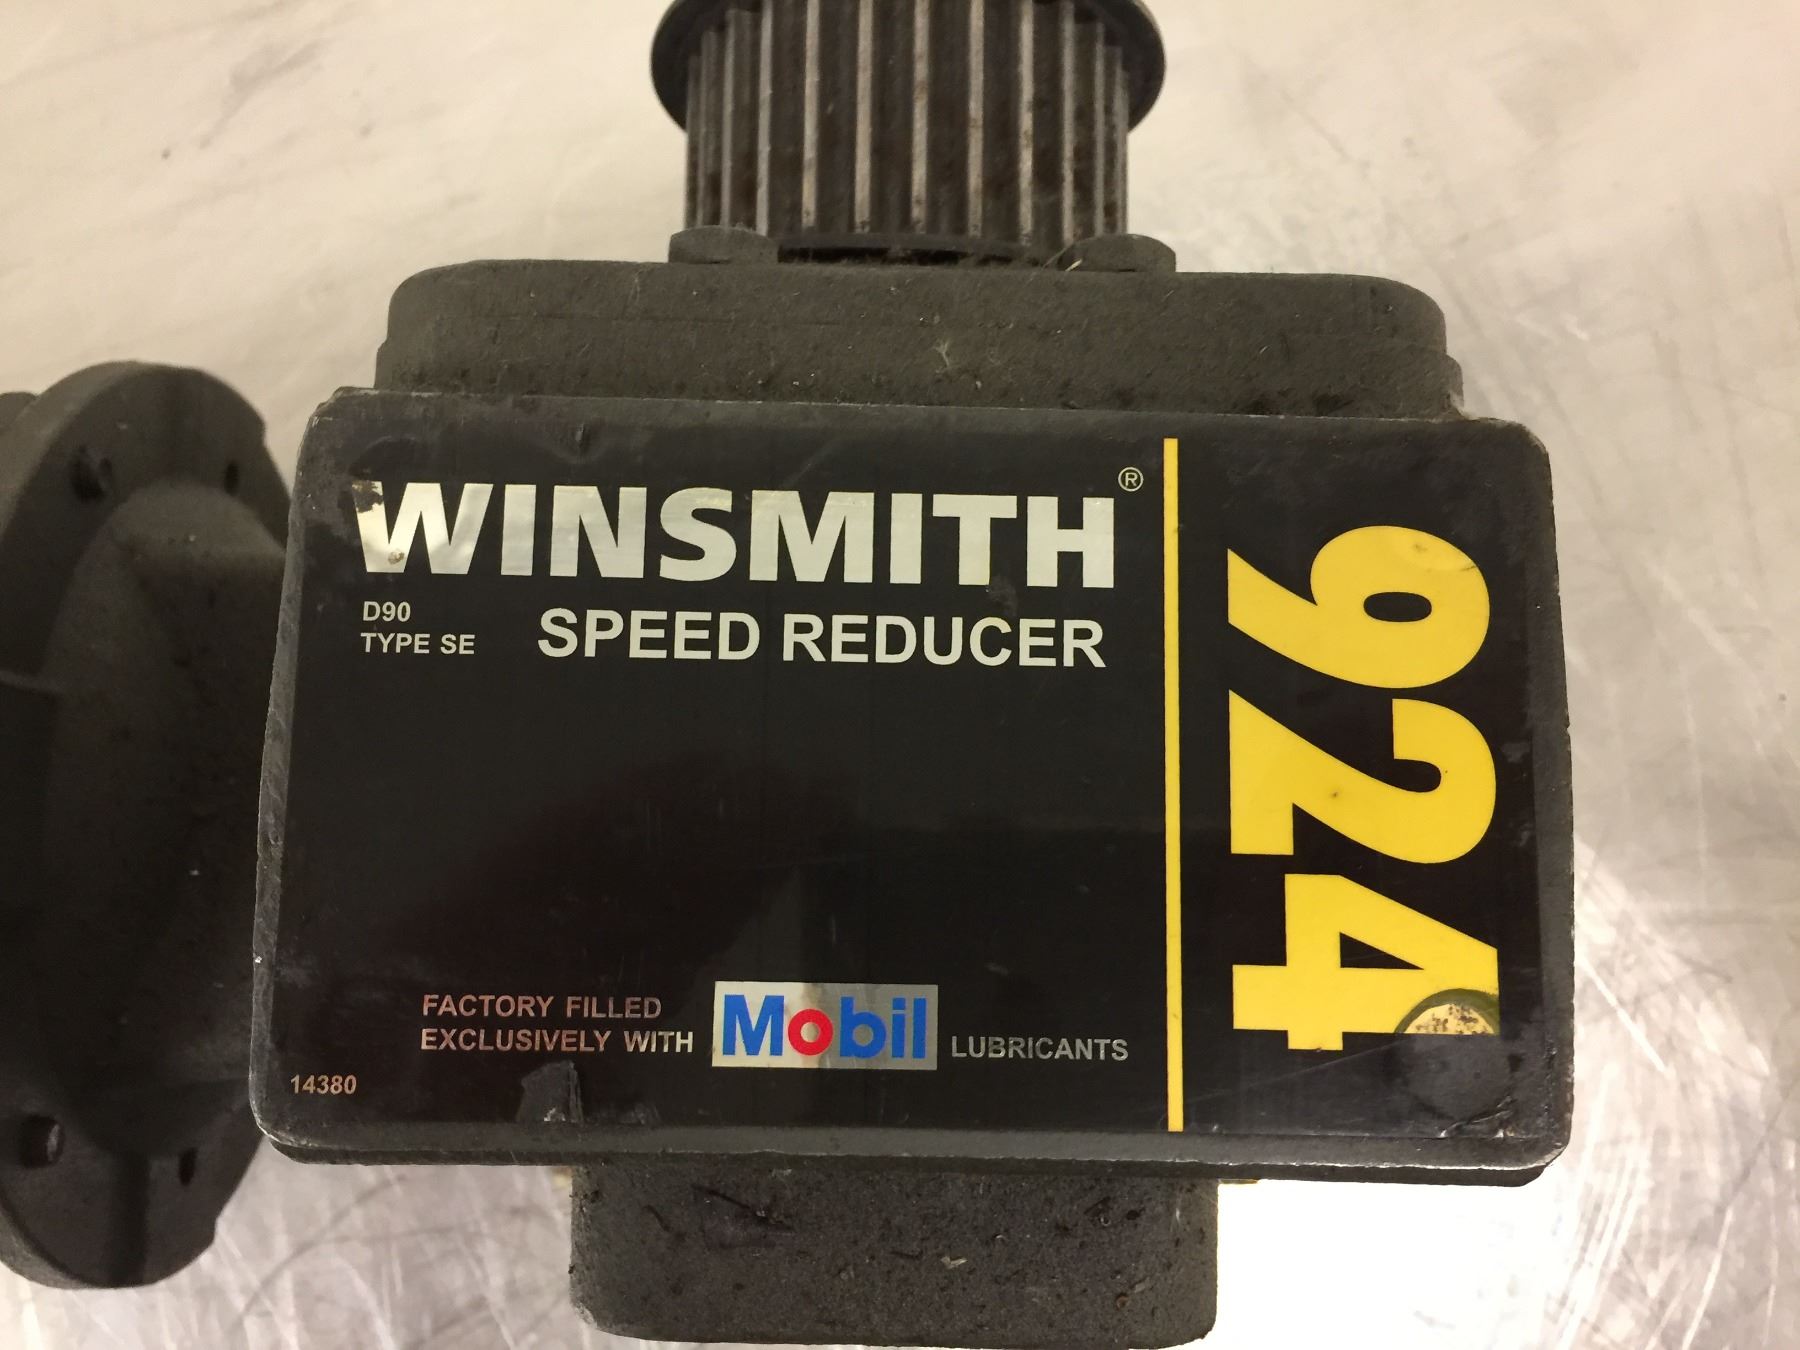 WINSMITH®
D90
TYPE SE
SPEED REDUCER
924
FACTORY FILLED
EXCLUSIVELY WITH
Mobil
LUBRICANTS
14380